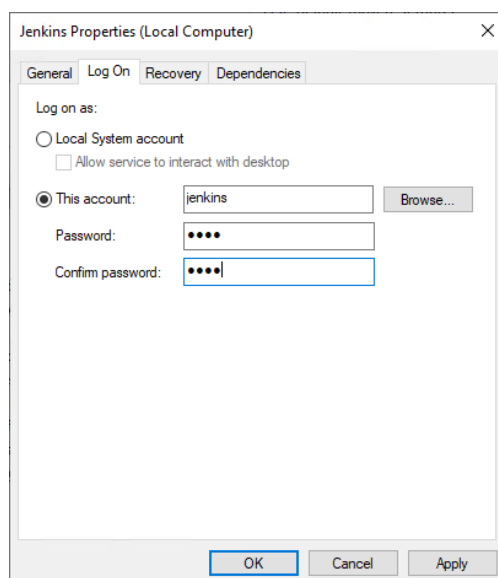 Jenkins Properties (Local Computer)
General Log On Recovery Dependencies
Log on as:
Local System account
Allow service to interact with desktop
This account: jenkins Browse...
Password: ●●●●
Confirm password: ●●●●
OK Cancel Apply